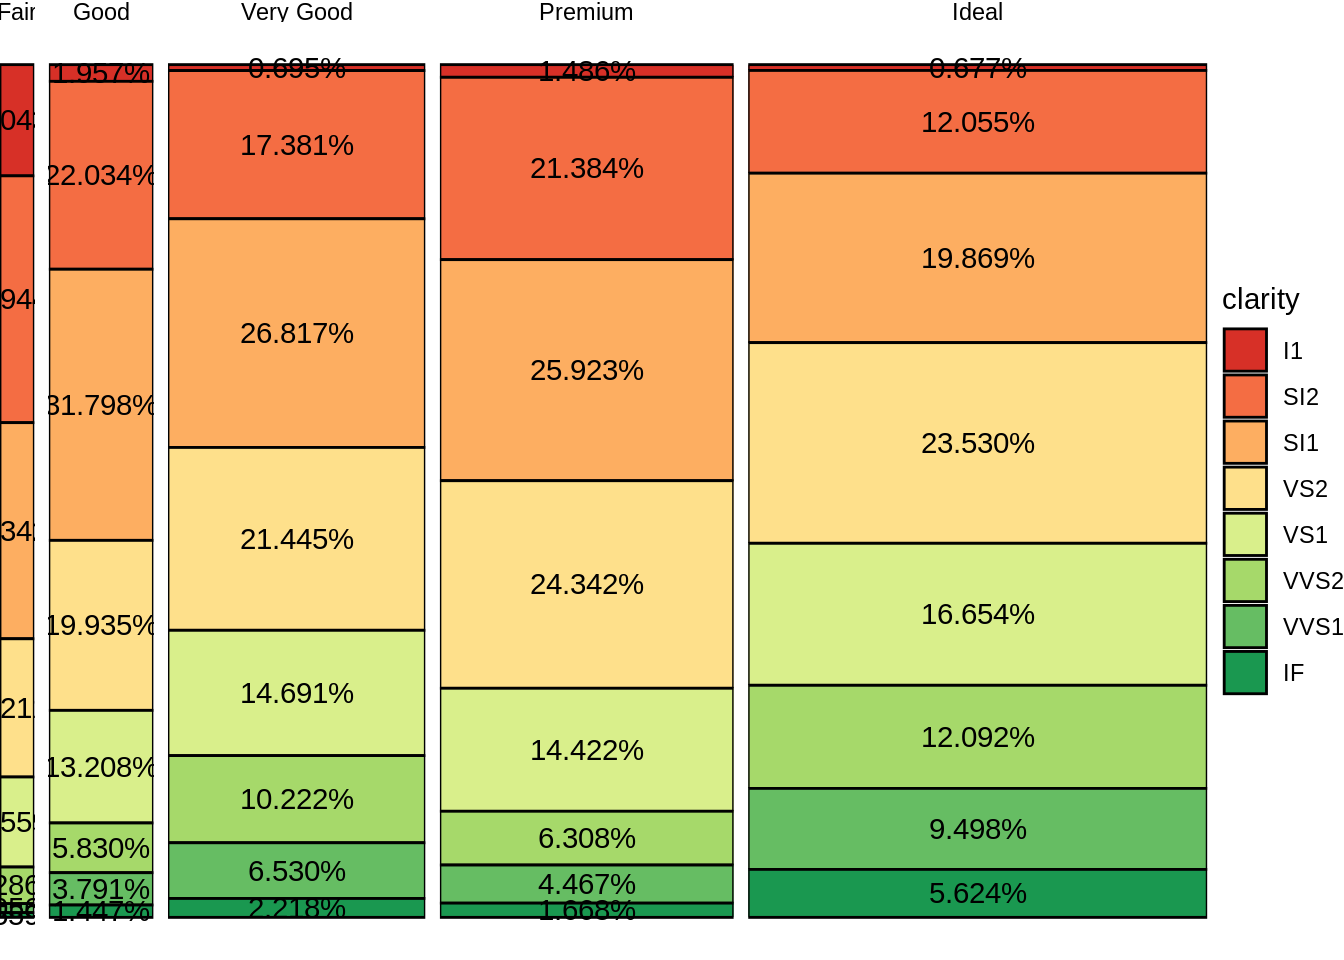 Fair
Good
Very Good
Premium
Ideal
1.957%
22.034%
31.798%
19.935%
13.208%
5.830%
3.791%
1.447%
0.695%
17.381%
26.817%
21.445%
14.691%
10.222%
6.530%
2.218%
1.486%
21.384%
25.923%
24.342%
14.422%
6.308%
4.467%
1.668%
0.677%
12.055%
19.869%
23.530%
16.654%
12.092%
9.498%
5.624%
clarity
I1
SI2
SI1
VS2
VS1
VVS2
VVS1
IF